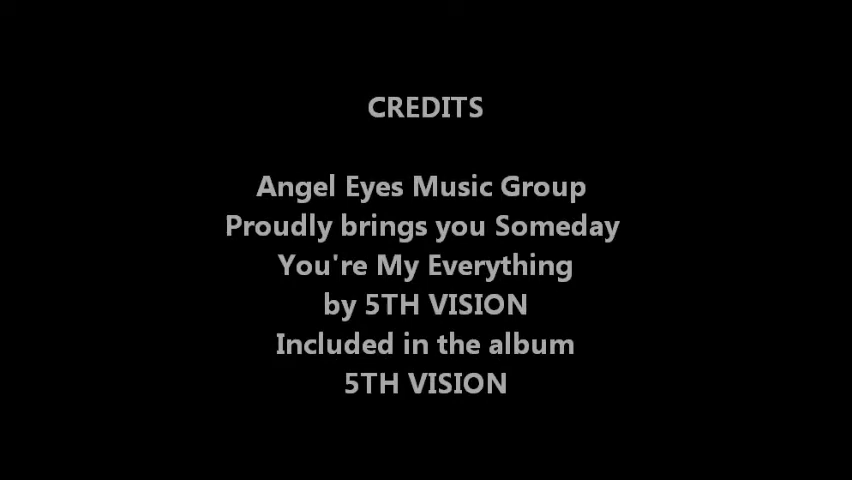 CREDITS
Angel Eyes Music Group
Proudly brings you Someday
You're My Everything
by 5TH VISION
Included in the album
5TH VISION